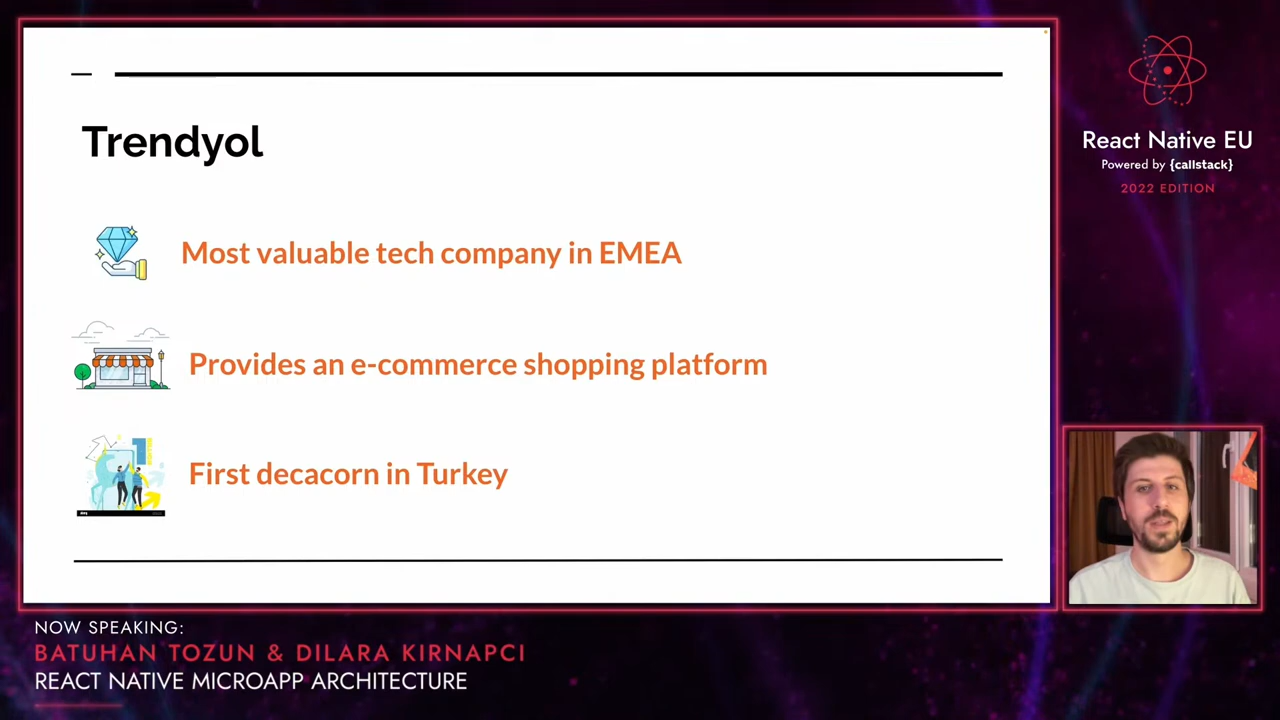 Trendyol
Most valuable tech company in EMEA
Provides an e-commerce shopping platform
First decacorn in Turkey
React Native EU
Powered by {callstack}
2022 EDITION
NOW SPEAKING:
BATUHAN TOZUN & DILARA KIRNAPCI
REACT NATIVE MICROAPP ARCHITECTURE